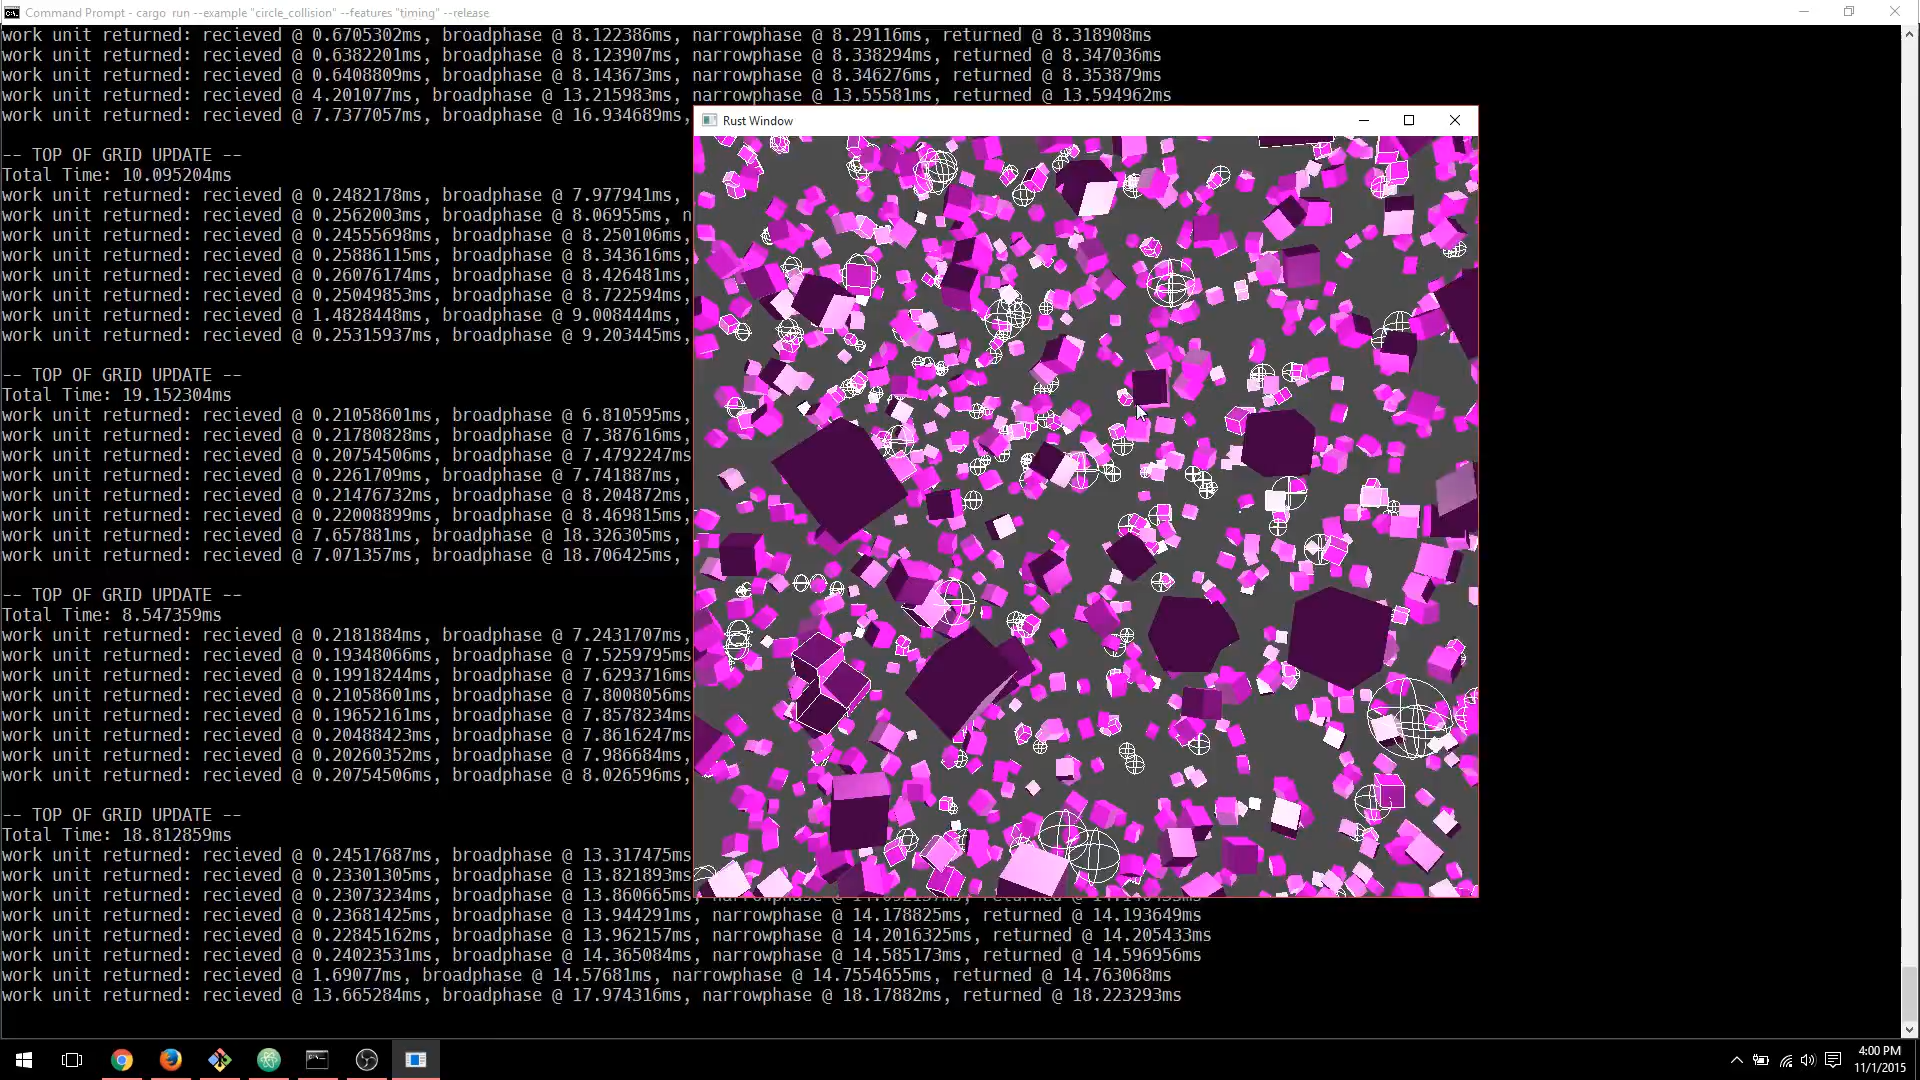 Command Prompt - cargo  run --example "circle_collision" --features "timing" --release
work unit returned: recieved @ 0.6705302ms, broadphase @ 8.122386ms, narrowphase @ 8.29116ms, returned @ 8.318908ms
work unit returned: recieved @ 0.6382201ms, broadphase @ 8.123907ms, narrowphase @ 8.338294ms, returned @ 8.347036ms
work unit returned: recieved @ 0.6408809ms, broadphase @ 8.143673ms, narrowphase @ 8.346276ms, returned @ 8.353879ms
work unit returned: recieved @ 4.201077ms, broadphase @ 13.215983ms, narrowphase @ 13.55581ms, returned @ 13.594962ms
work unit returned: recieved @ 7.7377057ms, broadphase @ 16.934689ms,
Rust Window
-- TOP OF GRID UPDATE --
Total Time: 10.095204ms
work unit returned: recieved @ 0.2482178ms, broadphase @ 7.977941ms,
work unit returned: recieved @ 0.2562003ms, broadphase @ 8.06955ms, n
work unit returned: recieved @ 0.24555698ms, broadphase @ 8.250106ms,
work unit returned: recieved @ 0.25886115ms, broadphase @ 8.343616ms,
work unit returned: recieved @ 0.26076174ms, broadphase @ 8.426481ms,
work unit returned: recieved @ 0.25049853ms, broadphase @ 8.722594ms,
work unit returned: recieved @ 1.4828448ms, broadphase @ 9.008444ms,
work unit returned: recieved @ 0.25315937ms, broadphase @ 9.203445ms,
-- TOP OF GRID UPDATE --
Total Time: 19.152304ms
work unit returned: recieved @ 0.21058601ms, broadphase @ 6.810595ms,
work unit returned: recieved @ 0.21780828ms, broadphase @ 7.387616ms,
work unit returned: recieved @ 0.20754506ms, broadphase @ 7.4792247ms
work unit returned: recieved @ 0.2261709ms, broadphase @ 7.741887ms,
work unit returned: recieved @ 0.21476732ms, broadphase @ 8.204872ms,
work unit returned: recieved @ 0.22008899ms, broadphase @ 8.469815ms,
work unit returned: recieved @ 7.657881ms, broadphase @ 18.326305ms,
work unit returned: recieved @ 7.071357ms, broadphase @ 18.706425ms,
-- TOP OF GRID UPDATE --
Total Time: 8.547359ms
work unit returned: recieved @ 0.2181884ms, broadphase @ 7.2431707ms,
work unit returned: recieved @ 0.19348066ms, broadphase @ 7.5259795ms
work unit returned: recieved @ 0.19918244ms, broadphase @ 7.6293716ms
work unit returned: recieved @ 0.21058601ms, broadphase @ 7.8008056ms
work unit returned: recieved @ 0.19652161ms, broadphase @ 7.8578234ms
work unit returned: recieved @ 0.20488423ms, broadphase @ 7.8616247ms
work unit returned: recieved @ 0.20260352ms, broadphase @ 7.986684ms,
work unit returned: recieved @ 0.20754506ms, broadphase @ 8.026596ms,
-- TOP OF GRID UPDATE --
Total Time: 18.812859ms
work unit returned: recieved @ 0.24517687ms, broadphase @ 13.317475ms
work unit returned: recieved @ 0.23301305ms, broadphase @ 13.821893ms
work unit returned: recieved @ 0.23073234ms, broadphase @ 13.860665ms
work unit returned: recieved @ 0.23681425ms, broadphase @ 13.944291ms, narrowphase @ 14.178825ms, returned @ 14.193649ms
work unit returned: recieved @ 0.22845162ms, broadphase @ 13.962157ms, narrowphase @ 14.2016325ms, returned @ 14.205433ms
work unit returned: recieved @ 0.24023531ms, broadphase @ 14.365084ms, narrowphase @ 14.585173ms, returned @ 14.596956ms
work unit returned: recieved @ 1.69077ms, broadphase @ 14.57681ms, narrowphase @ 14.7554655ms, returned @ 14.763068ms
work unit returned: recieved @ 13.665284ms, broadphase @ 17.974316ms, narrowphase @ 18.17882ms, returned @ 18.223293ms
4:00 PM
11/1/2015